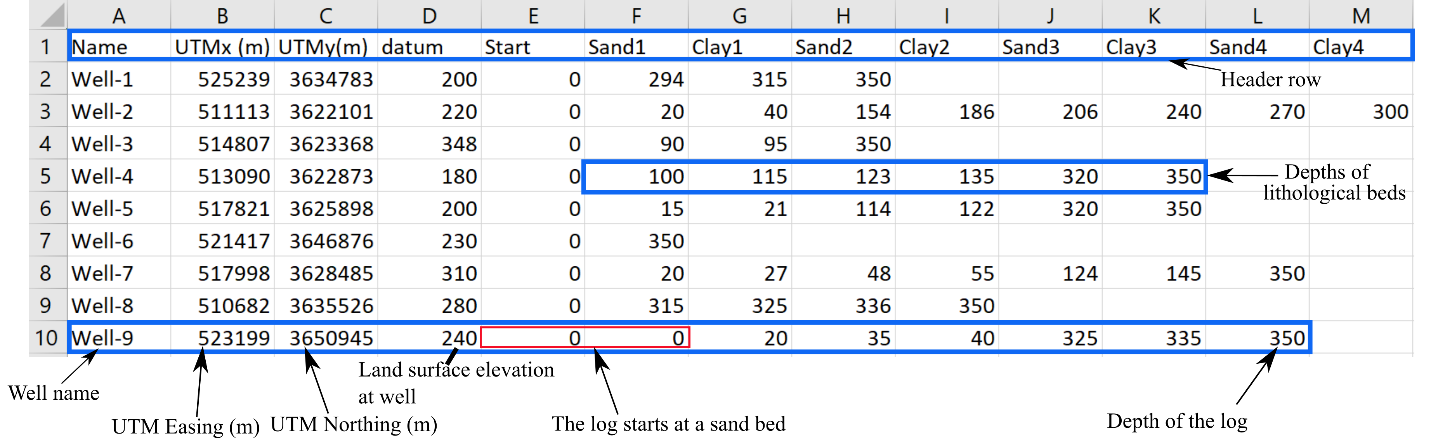 A B C D E F G H I J K L M
1 Name UTMx (m) UTMy(m) datum Start Sand1 Clay1 Sand2 Clay2 Sand3 Clay3 Sand4 Clay4
2 Well-1 525239 3634783 200 0 294 315 350
Header row
3 Well-2 511113 3622101 220 0 20 40 154 186 206 240 270 300
4 Well-3 514807 3623368 348 0 90 95 350
5 Well-4 513090 3622873 180 0 100 115 123 135 320 350
Depths of
lithological beds
6 Well-5 517821 3625898 200 0 15 21 114 122 320 350
7 Well-6 521417 3646876 230 0 350
8 Well-7 517998 3628485 310 0 20 27 48 55 124 145 350
9 Well-8 510682 3635526 280 0 315 325 336 350
10 Well-9 523199 3650945 240 0 0 20 35 40 325 335 350
Land surface elevation
at well
Well name
UTM Easing (m) UTM Northing (m)
The log starts at a sand bed
Depth of the log